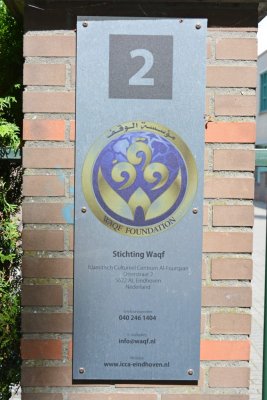 2
مؤسسة الوقف
WAQF FOUNDATION
Stichting Waqf
Islamitisch Cultureel Centrum Al-Fourqaan
Otterstraat 2
5622 AL Eindhoven
Nederland
040 246 1404
info@waqf.nl
www.icca-eindhoven.nl